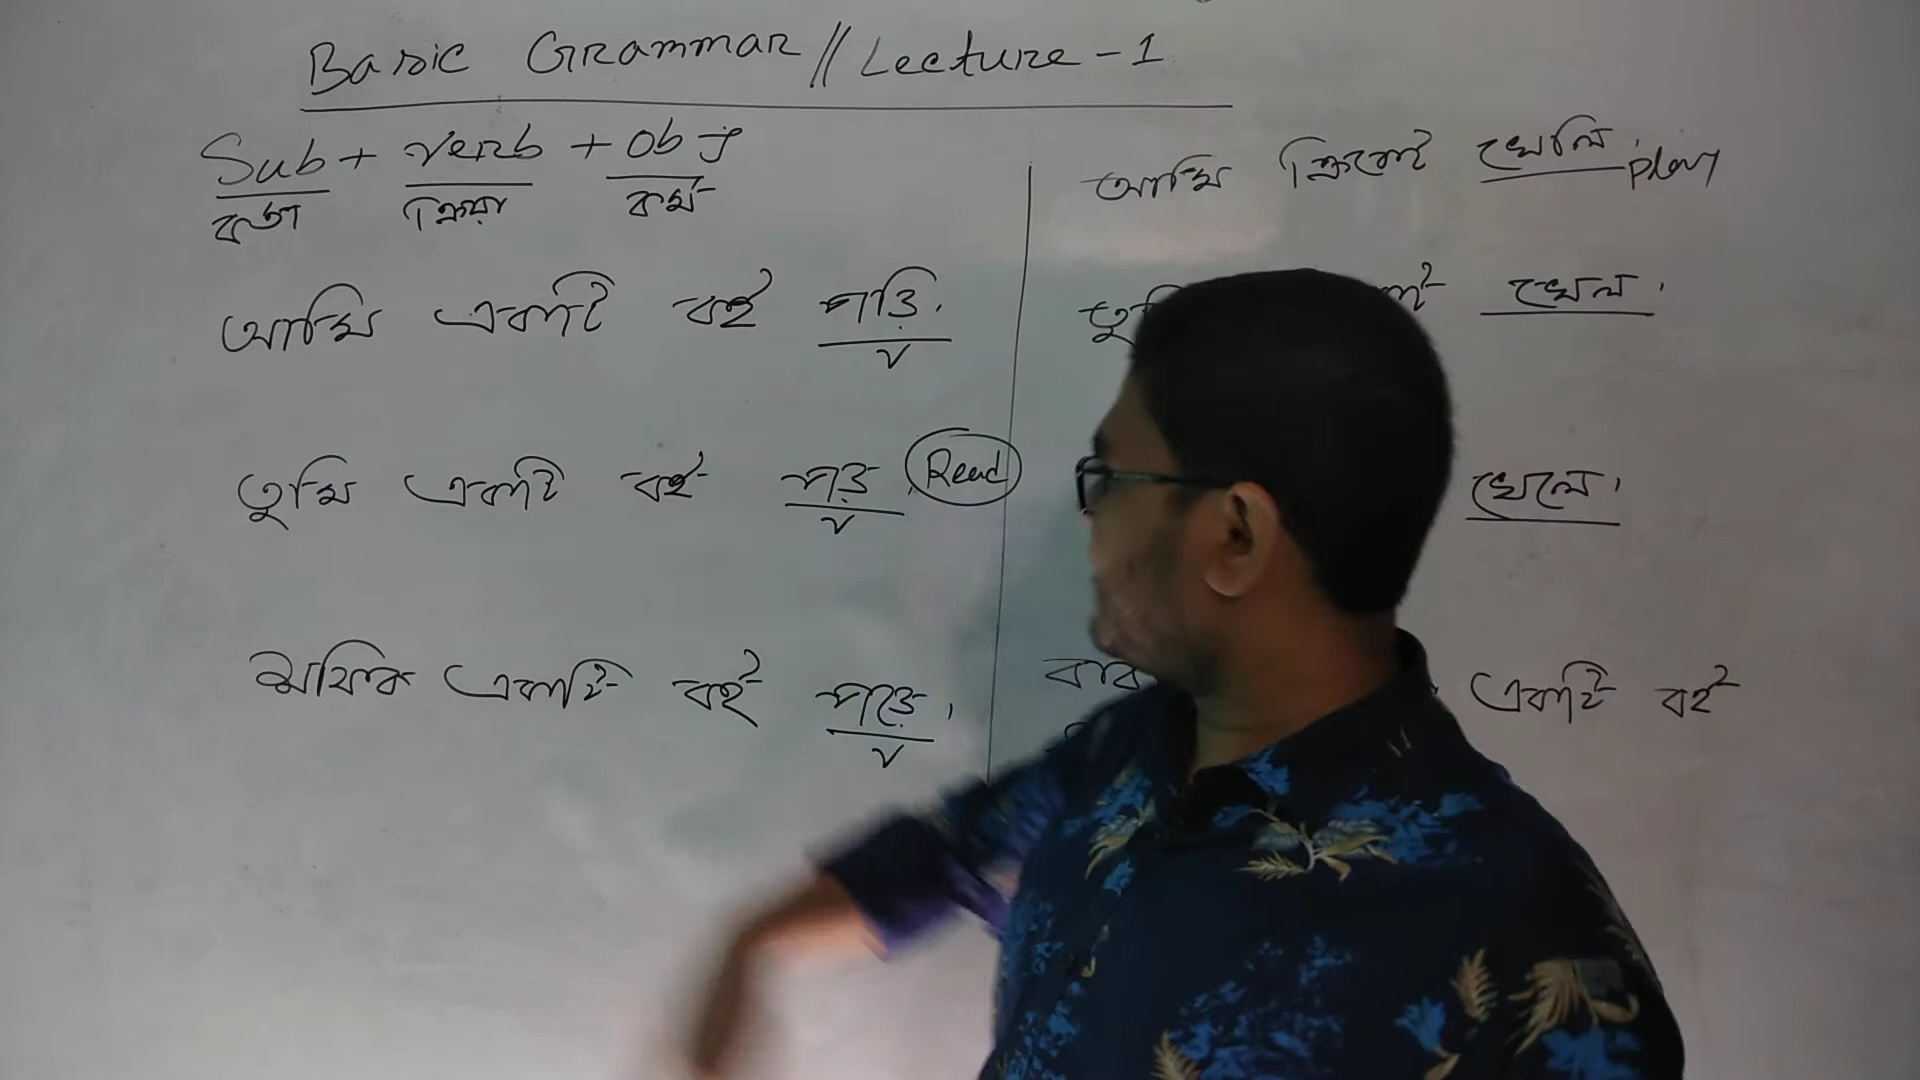 Basic Grammar // Lecture - 1
Sub + verb + Obj
কর্তা ক্রিয়া কর্ম
আমি একটি বই পড়ি।
v
তুমি একটি বই পড়। Read
v
একটি বই পড়ে।
v
আমি ক্রিকেট খেলি। play
খেল।
খেলে।
একটি বই